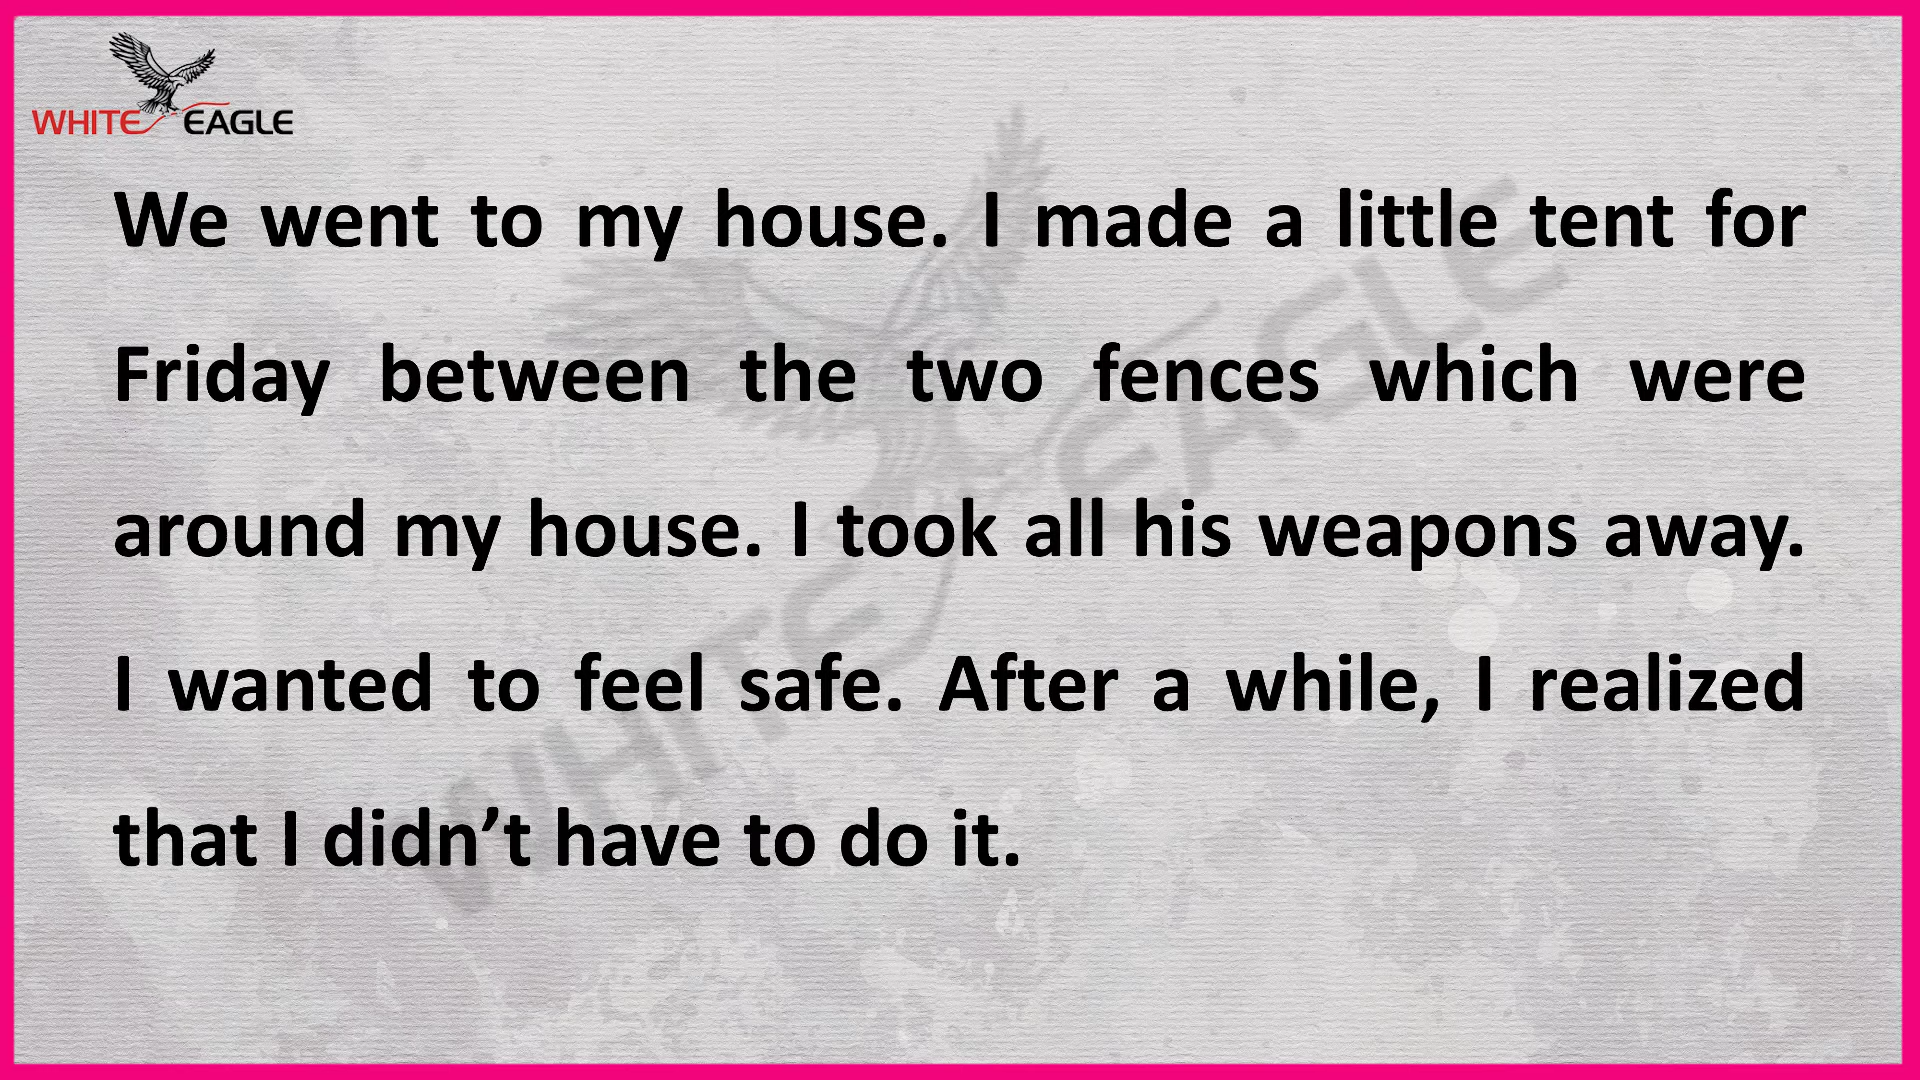 WHITE EAGLE
We went to my house. I made a little tent for
Friday between the two fences which were
around my house. I took all his weapons away.
I wanted to feel safe. After a while, I realized
that I didn’t have to do it.
WHITE EAGLE